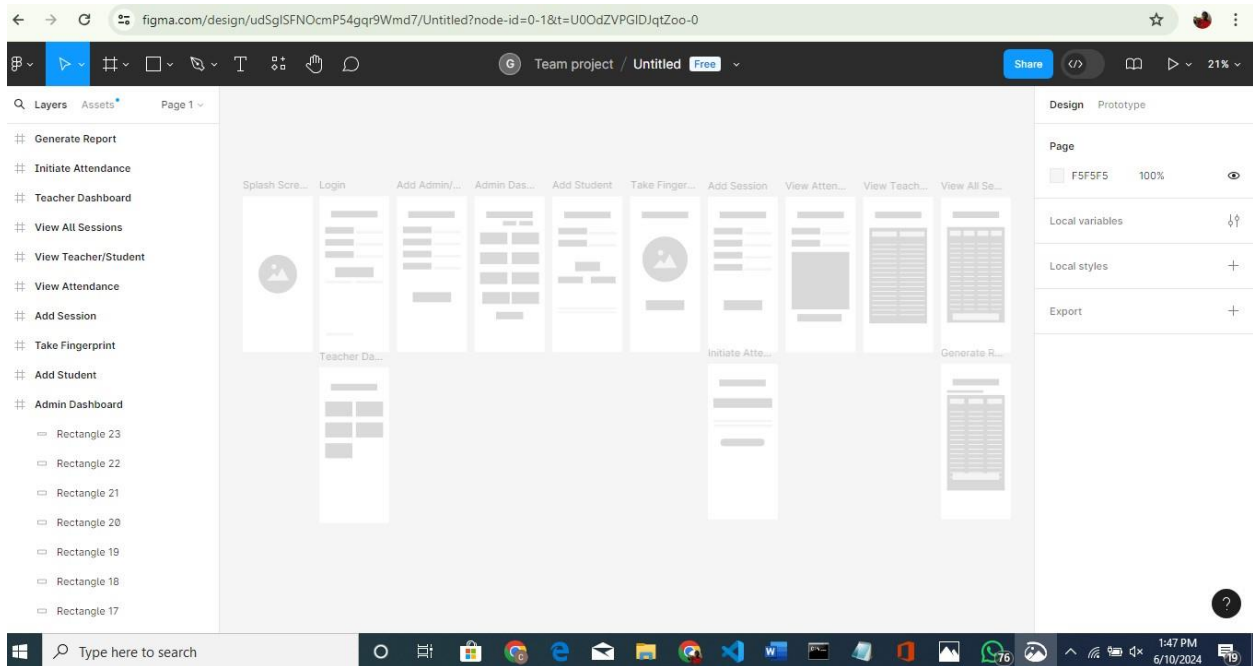 figma.com/design/udSglSFNOcmP54gqr9Wmd7/Untitled?node-id=0-1&t=U0OdZVPGIDJqtZoo-0
G Team project / Untitled Free
Share
21%
Layers Assets Page 1
Generate Report
Initiate Attendance
Teacher Dashboard
View All Sessions
View Teacher/Student
View Attendance
Add Session
Take Fingerprint
Add Student
Admin Dashboard
Rectangle 23
Rectangle 22
Rectangle 21
Rectangle 20
Rectangle 19
Rectangle 18
Rectangle 17
Splash Scre... Login Add Admin/... Admin Das... Add Student Take Finger... Add Session View Atten... View Teach... View All Se...
Teacher Da... Initiate Atte... Generate R...
Design Prototype
Page
F5F5F5 100%
Local variables
Local styles
Export
?
Type here to search
76
1:47 PM
6/10/2024
19